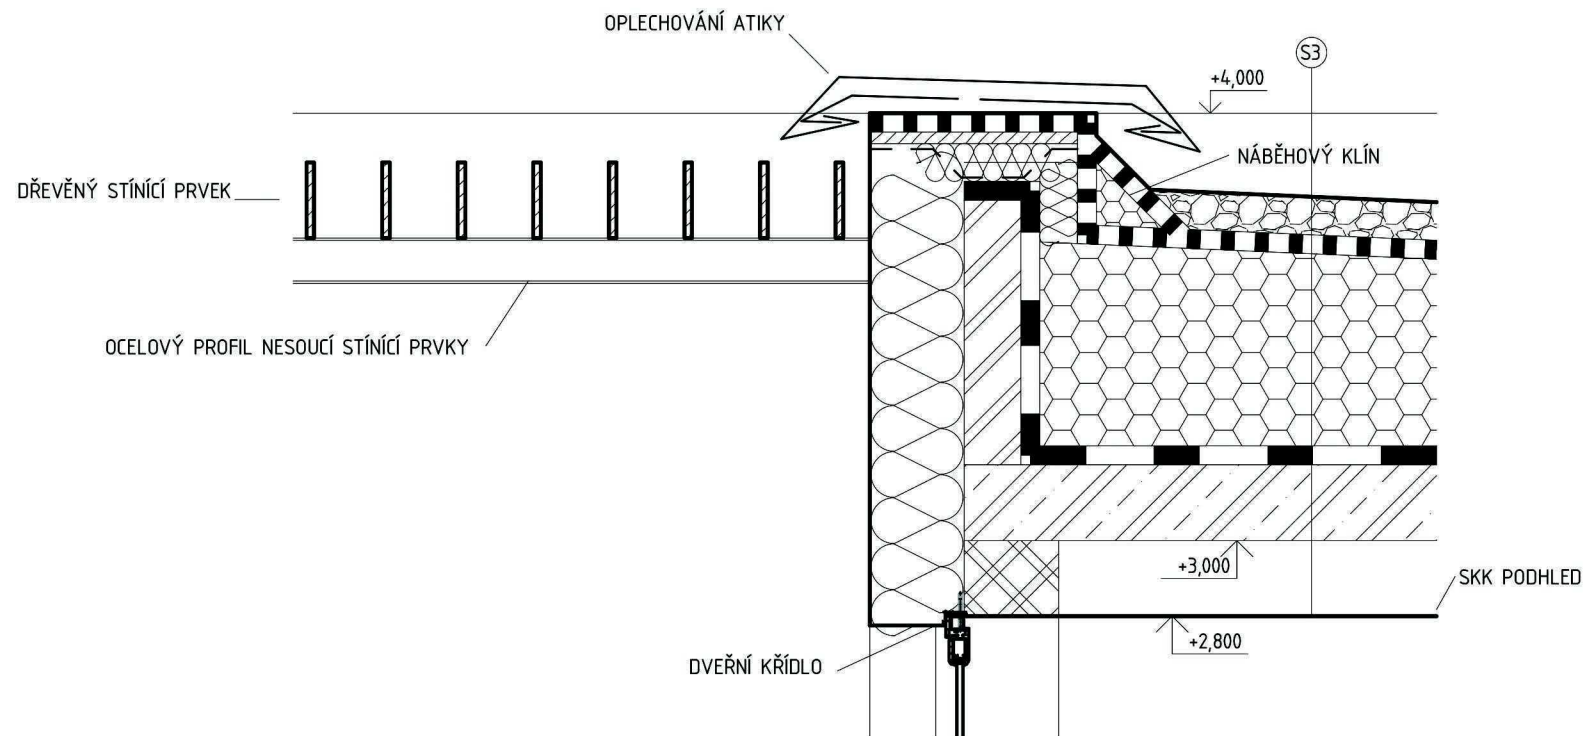 OPLECHOVÁNÍ ATIKY
S3
+4,000
NÁBĚHOVÝ KLÍN
DŘEVĚNÝ STÍNÍCÍ PRVEK
OCELOVÝ PROFIL NESOUCÍ STÍNÍCÍ PRVKY
+3,000
SKK PODHLED
+2,800
DVEŘNÍ KŘÍDLO